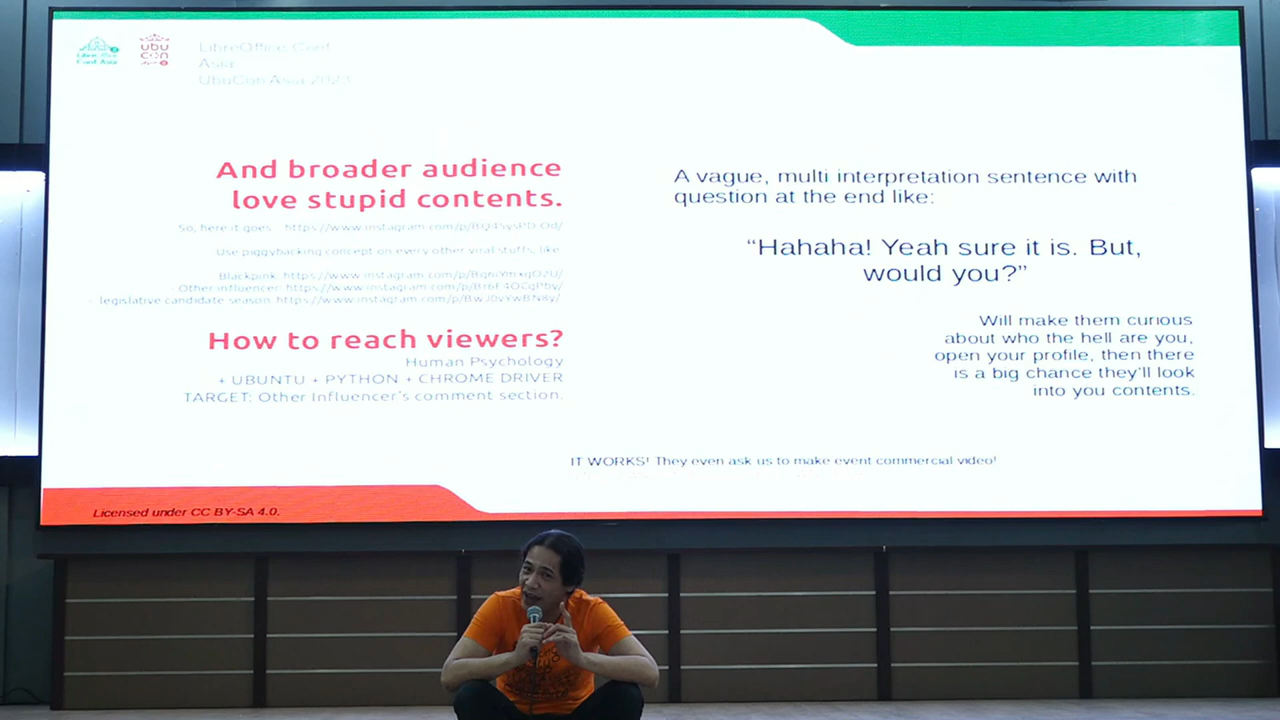 LibreOffice
Conf Asia
ubu
con
LibreOffice Conf
Asia
UbuCon Asia 2023
And broader audience
love stupid contents.
So, here it goes: https://www.instagram.com/p/
Use piggybacking concept on every other viral stuffs, like
Blackpink: https://www.instagram.com/p/
- Other influencer: https://www.instagram.com/p/
- legislative candidate season: https://www.instagram.com/p/
How to reach viewers?
Human Psychology
+ UBUNTU + PYTHON + CHROME DRIVER
TARGET: Other Influencer's comment section.
A vague, multi interpretation sentence with
question at the end like:
“Hahaha! Yeah sure it is. But,
would you?”
Will make them curious
about who the hell are you,
open your profile, then there
is a big chance they'll look
into you contents.
IT WORKS! They even ask us to make event commercial video!
Licensed under CC BY-SA 4.0.